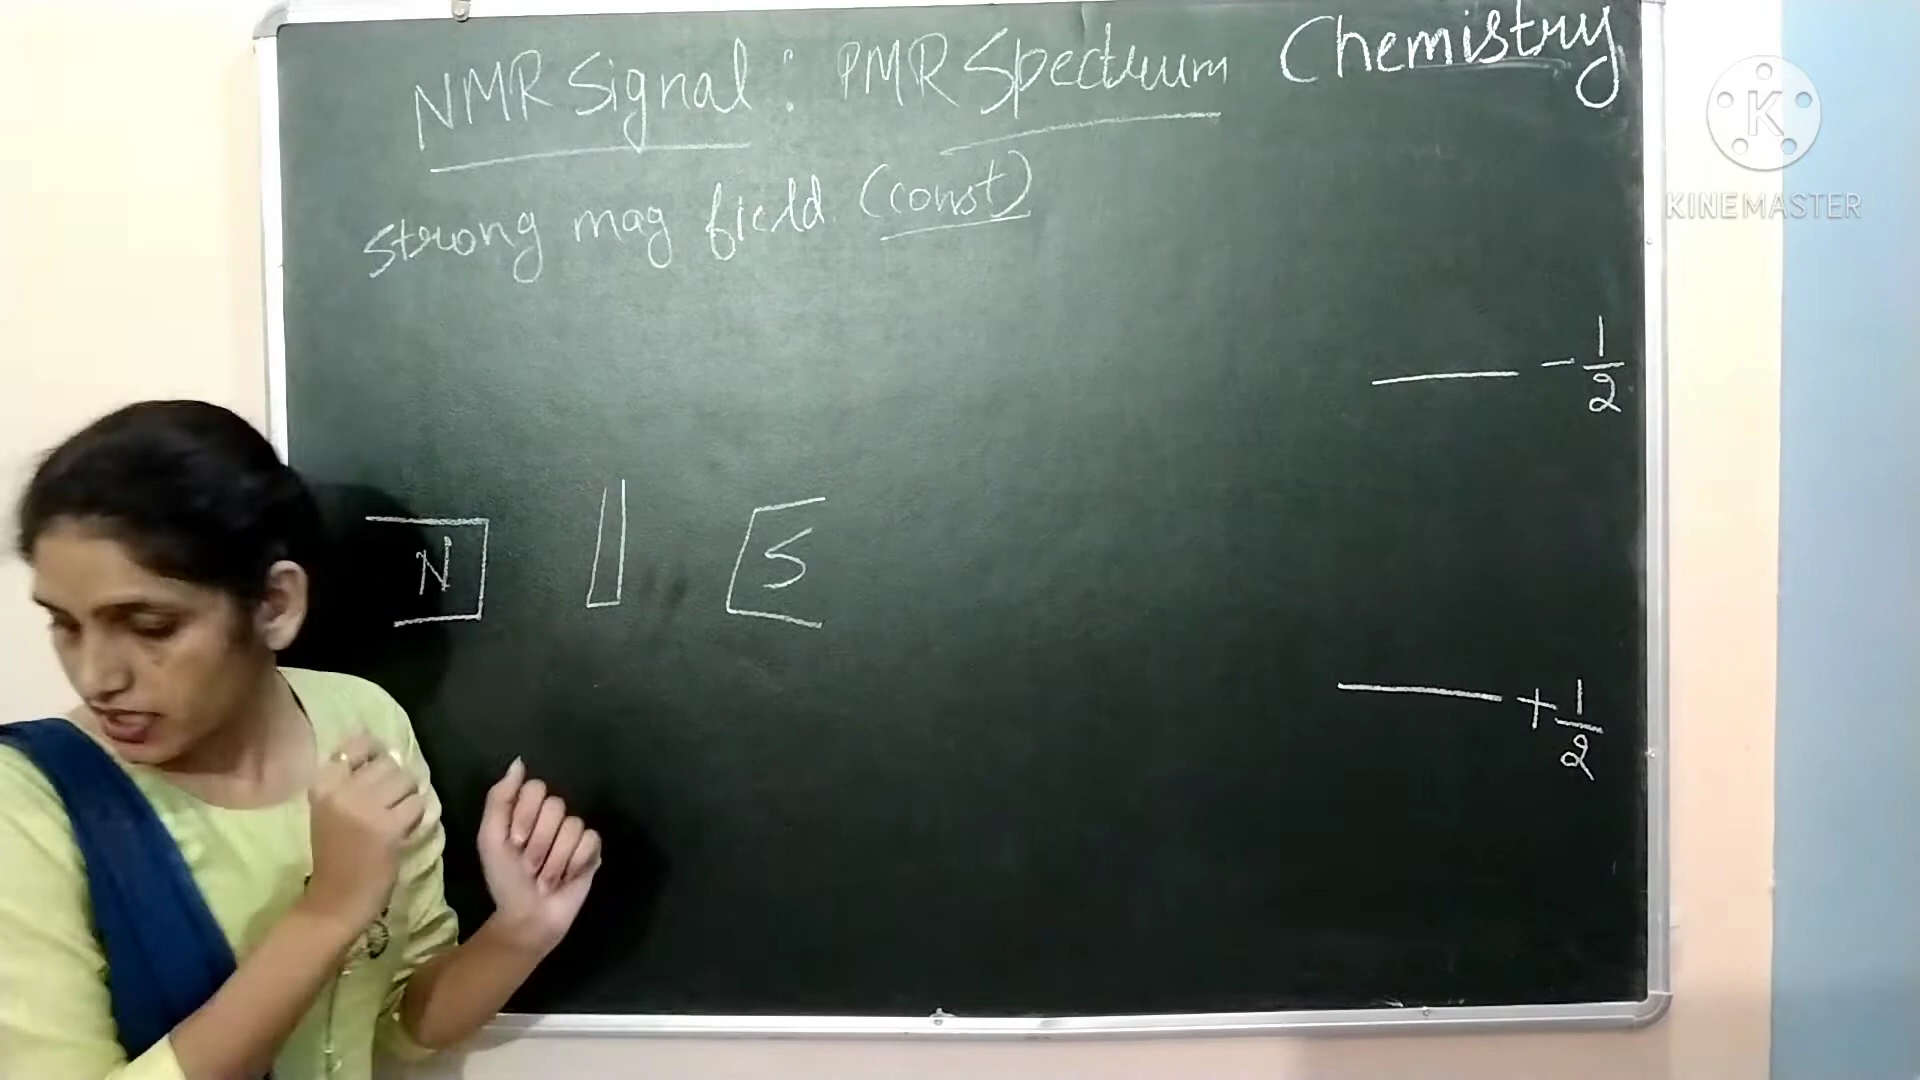 NMR Signal : PMR Spectrum Chemistry
strong mag field (const)
K
KINEMASTER
- 1/2
N S
+ 1/2